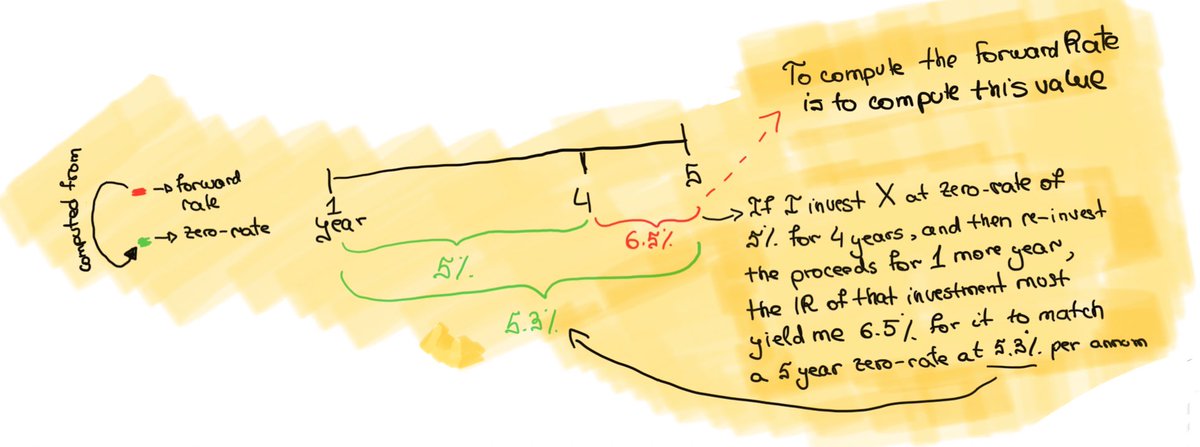 computed from
→ forward
rate
→ zero-rate
1
year
4
5
5%
6.5%
5.3%
To compute the forward Rate
is to compute this value
→ If I invest X at zero-rate of
5% for 4 years, and then re-invest
the proceeds for 1 more year,
the IR of that investment most
yield me 6.5% for it to match
a 5 year zero-rate at 5.3% per annom